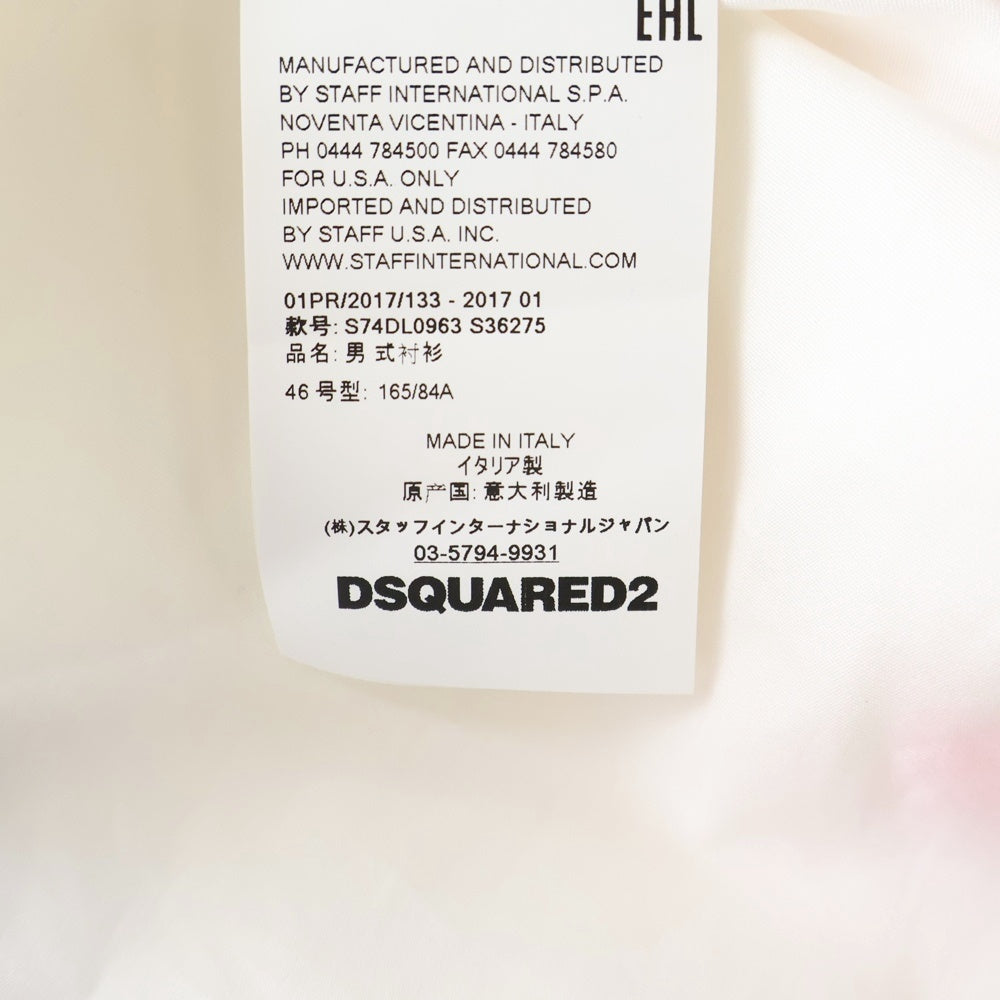 EAC
MANUFACTURED AND DISTRIBUTED
BY STAFF INTERNATIONAL S.P.A.
NOVENTA VICENTINA - ITALY
PH 0444 784500 FAX 0444 784580
FOR U.S.A. ONLY
IMPORTED AND DISTRIBUTED
BY STAFF U.S.A. INC.
WWW.STAFFINTERNATIONAL.COM
01PR/2017/133 - 2017 01
款号: S74DL0963 S36275
品名: 男 式衬衫
46 号型: 165/84A
MADE IN ITALY
イタリア製
原产国: 意大利製造
(株)スタッフインターナショナルジャパン
03-5794-9931
DSQUARED2